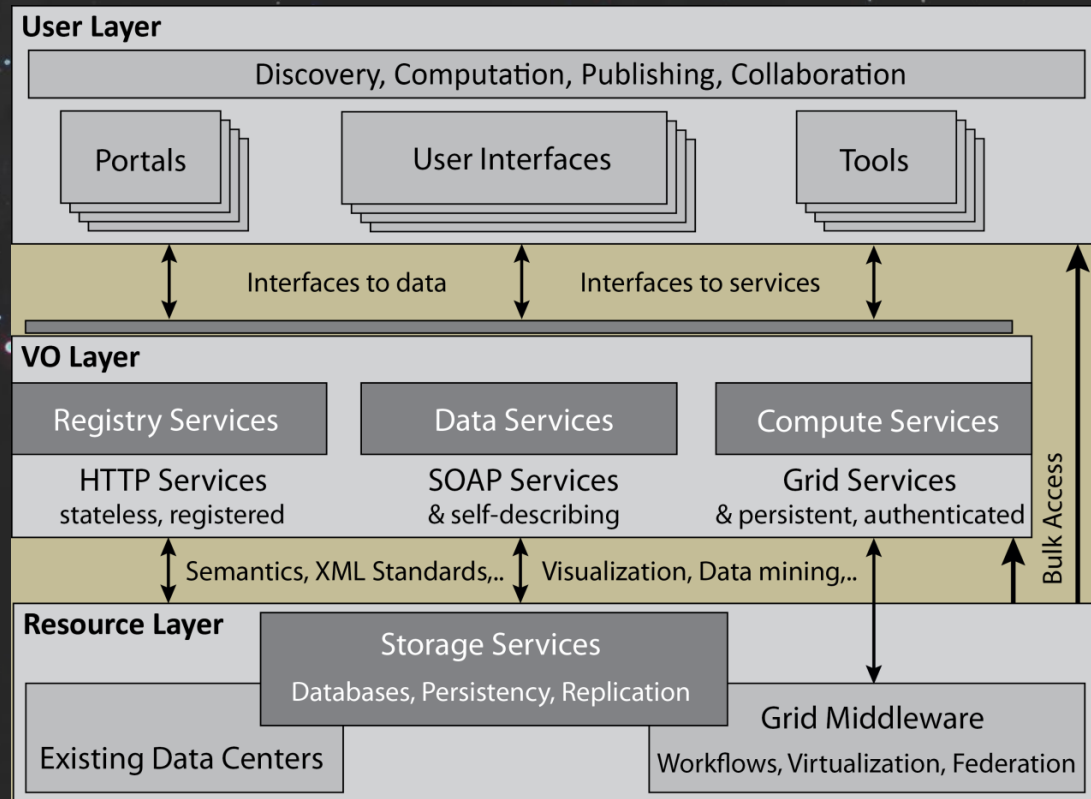 User Layer
Discovery, Computation, Publishing, Collaboration
Portals
User Interfaces
Tools
Interfaces to data
Interfaces to services
VO Layer
Registry Services
Data Services
Compute Services
HTTP Services
stateless, registered
SOAP Services
& self-describing
Grid Services
& persistent, authenticated
Bulk Access
Semantics, XML Standards,..
Visualization, Data mining,..
Resource Layer
Storage Services
Databases, Persistency, Replication
Existing Data Centers
Grid Middleware
Workflows, Virtualization, Federation